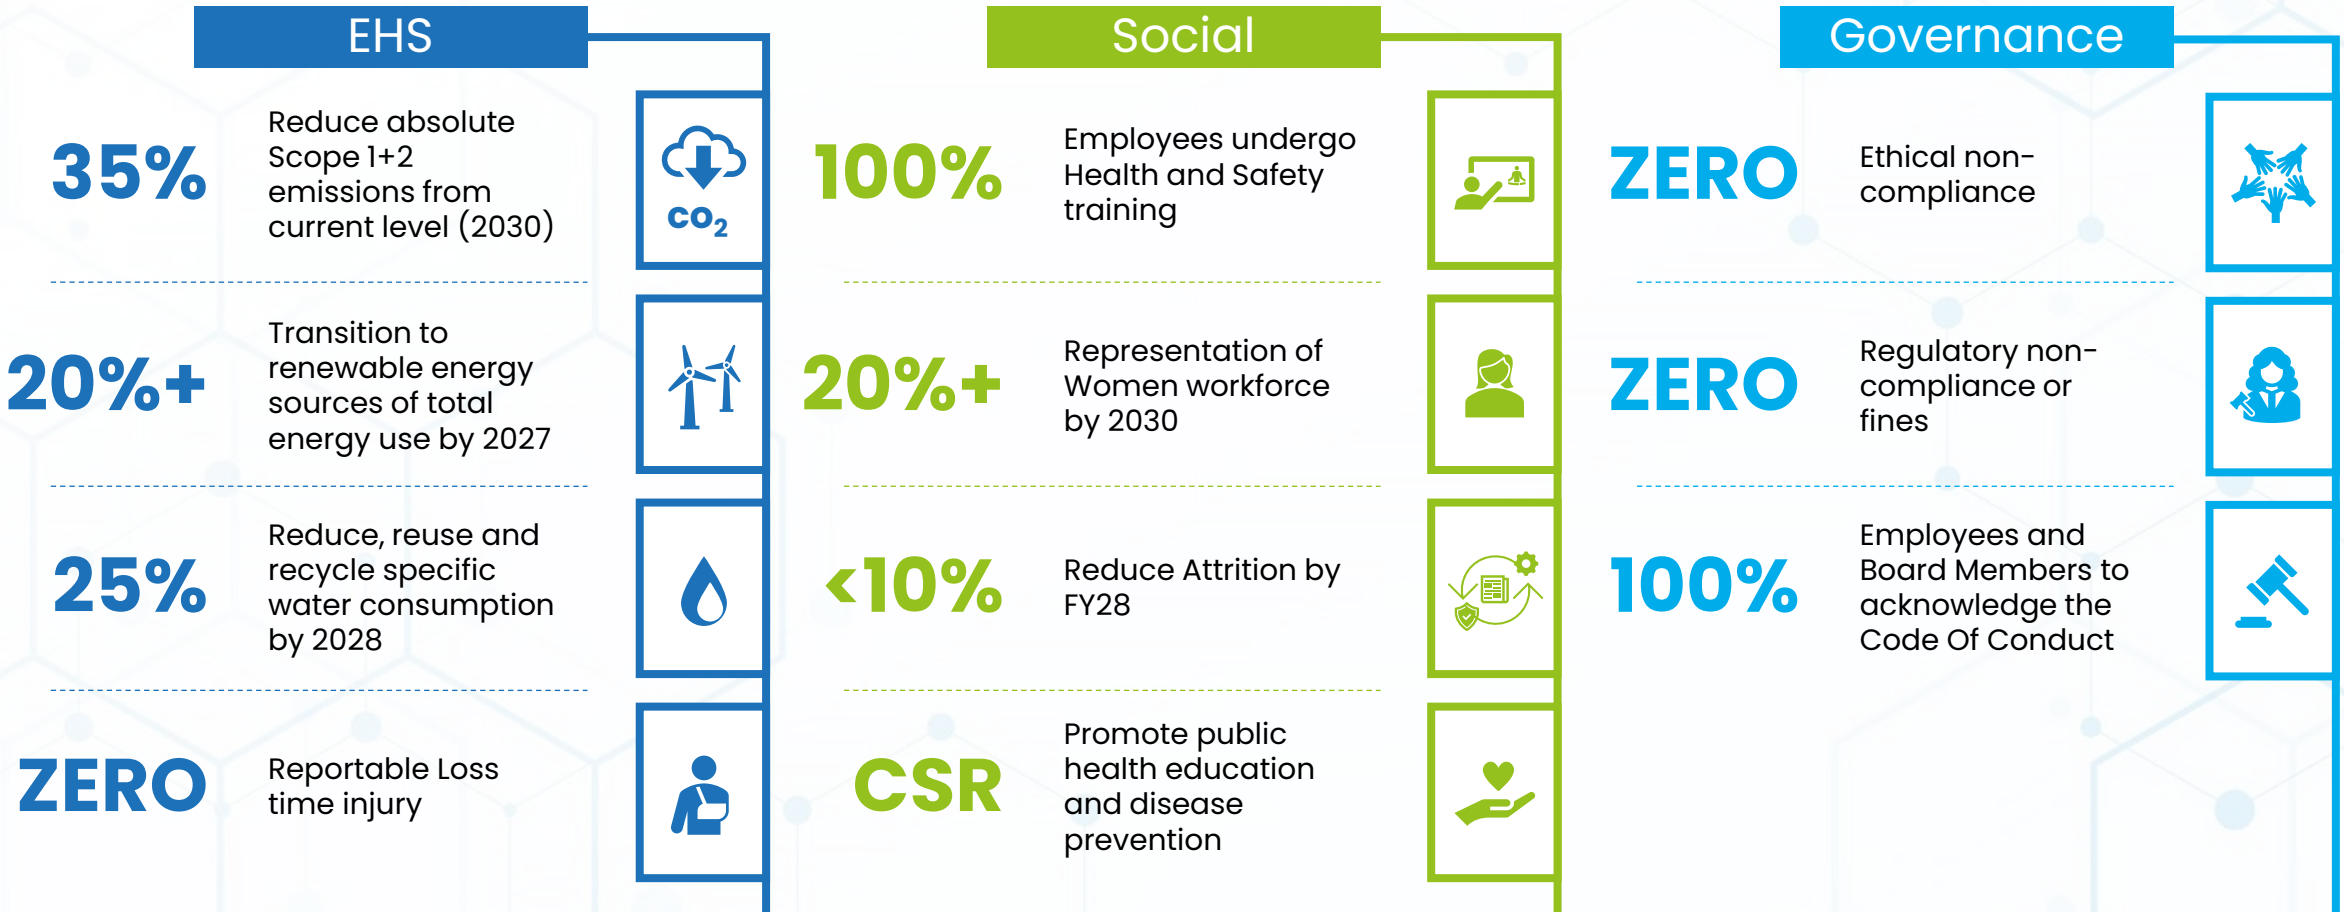 EHS
35%
Reduce absolute
Scope 1+2
emissions from
current level (2030)
CO2
20%+
Transition to
renewable energy
sources of total
energy use by 2027
25%
Reduce, reuse and
recycle specific
water consumption
by 2028
ZERO
Reportable Loss
time injury
Social
100%
Employees undergo
Health and Safety
training
20%+
Representation of
Women workforce
by 2030
<10%
Reduce Attrition by
FY28
CSR
Promote public
health education
and disease
prevention
Governance
ZERO
Ethical non-
compliance
ZERO
Regulatory non-
compliance or
fines
100%
Employees and
Board Members to
acknowledge the
Code Of Conduct